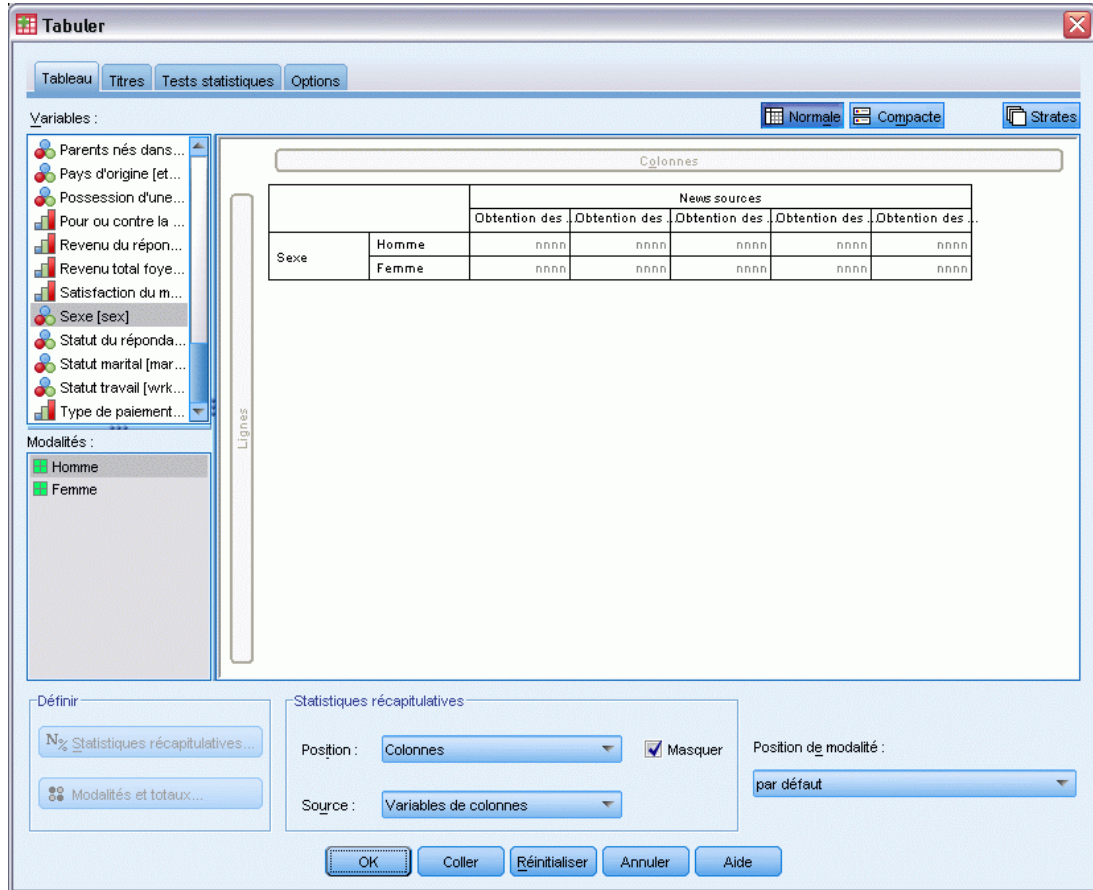 Tabuler
Tableau Titres Tests statistiques Options
Variables :
Normale Compacte Strates
Parents nés dans...
Pays d'origine [et...
Possession d'une...
Pour ou contre la ...
Revenu du répon...
Revenu total foye...
Satisfaction du m...
Sexe [sex]
Statut du réponda...
Statut marital [mar...
Statut travail [wrk...
Type de paiement...
Modalités :
Homme
Femme
Colonnes
Lignes
News sources
Obtention des ... Obtention des ... Obtention des ... Obtention des ... Obtention des ...
Sexe
Homme nnnn nnnn nnnn nnnn nnnn
Femme nnnn nnnn nnnn nnnn nnnn
Définir
N% Statistiques récapitulatives...
Modalités et totaux...
Statistiques récapitulatives
Position : Colonnes Masquer
Source : Variables de colonnes
Position de modalité :
par défaut
OK Coller Réinitialiser Annuler Aide